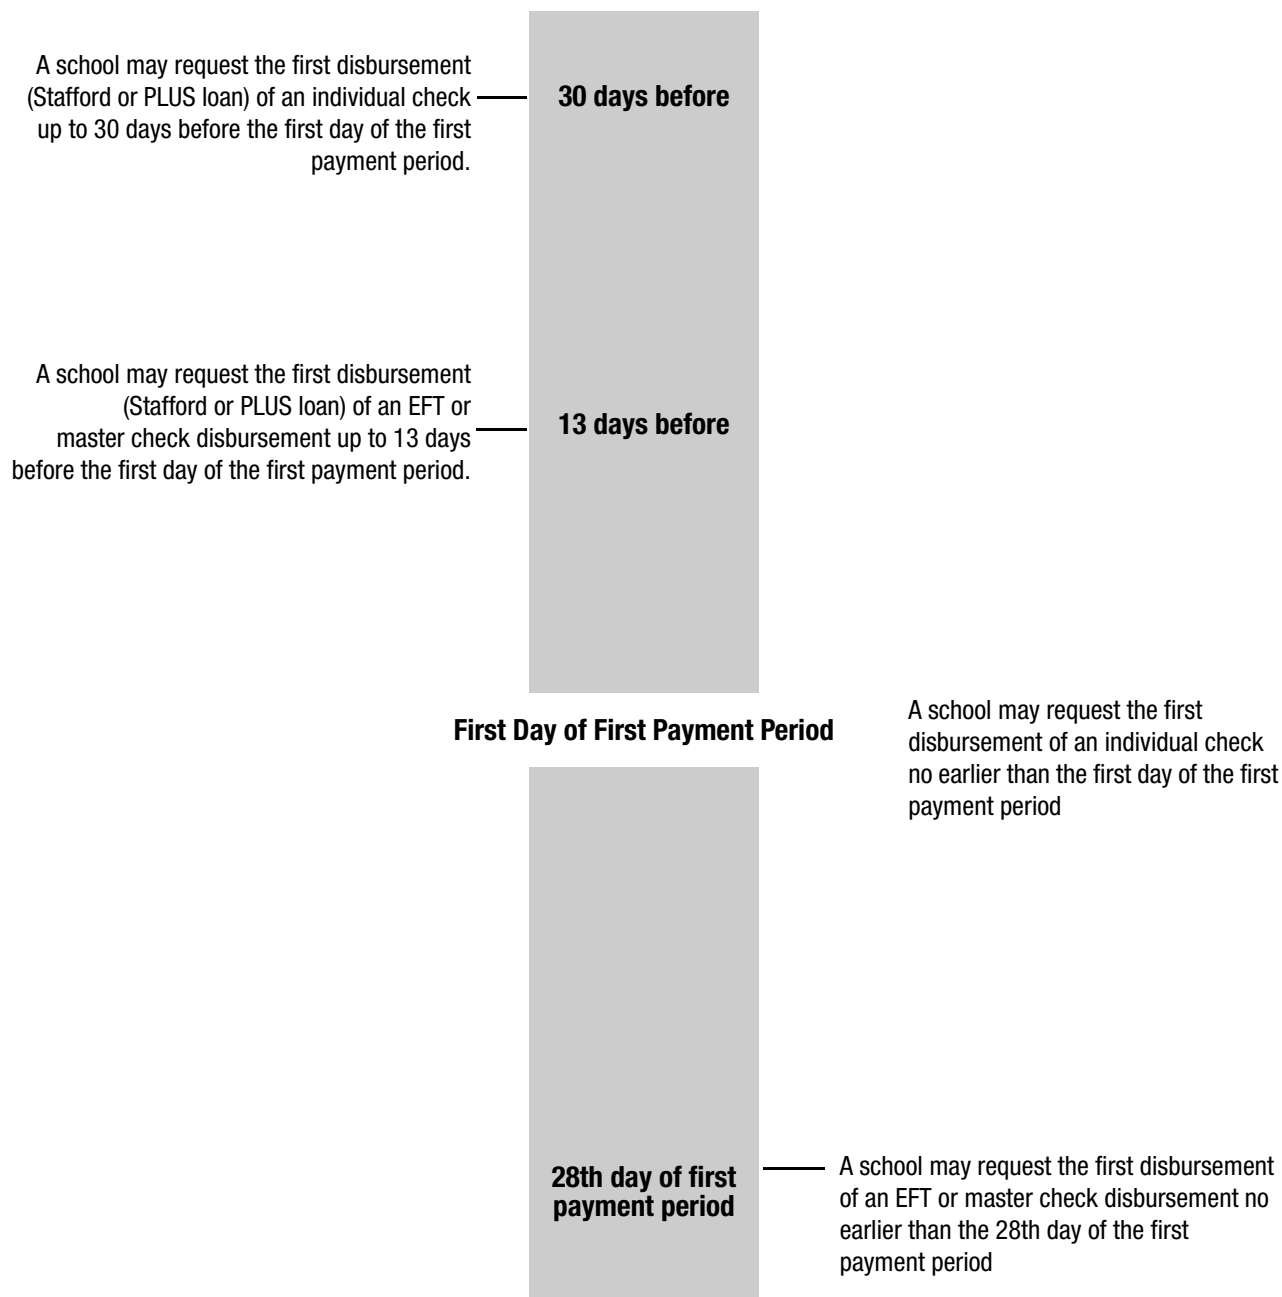 A school may request the first disbursement
(Stafford or PLUS loan) of an individual check
up to 30 days before the first day of the first
payment period.
30 days before
A school may request the first disbursement
(Stafford or PLUS loan) of an EFT or
master check disbursement up to 13 days
before the first day of the first payment period.
13 days before
First Day of First Payment Period
A school may request the first
disbursement of an individual check
no earlier than the first day of the first
payment period
28th day of first
payment period
A school may request the first disbursement
of an EFT or master check disbursement no
earlier than the 28th day of the first
payment period